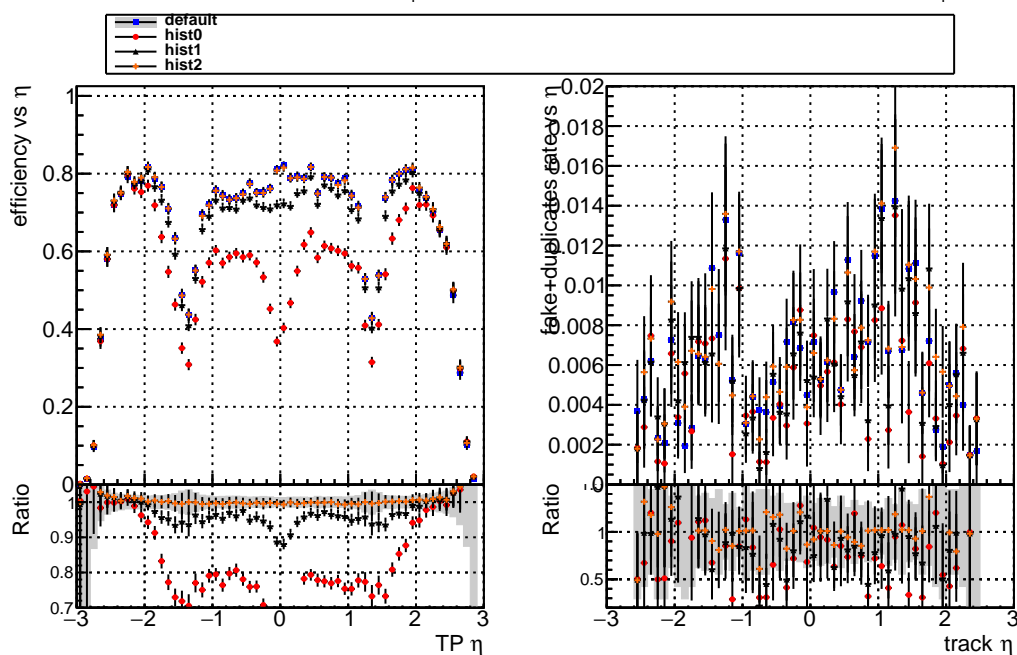 default
hist0
hist1
hist2
efficiency vs η
1
0.8
0.6
0.4
0.2
0
Ratio
1
0.9
0.8
0.7
−3 −2 −1 0 1 2 3
TP η
fake+duplicates rate vs η
0.02
0.018
0.016
0.014
0.012
0.01
0.008
0.006
0.004
0.002
0
Ratio
1
0.5
−3 −2 −1 0 1 2 3
track η